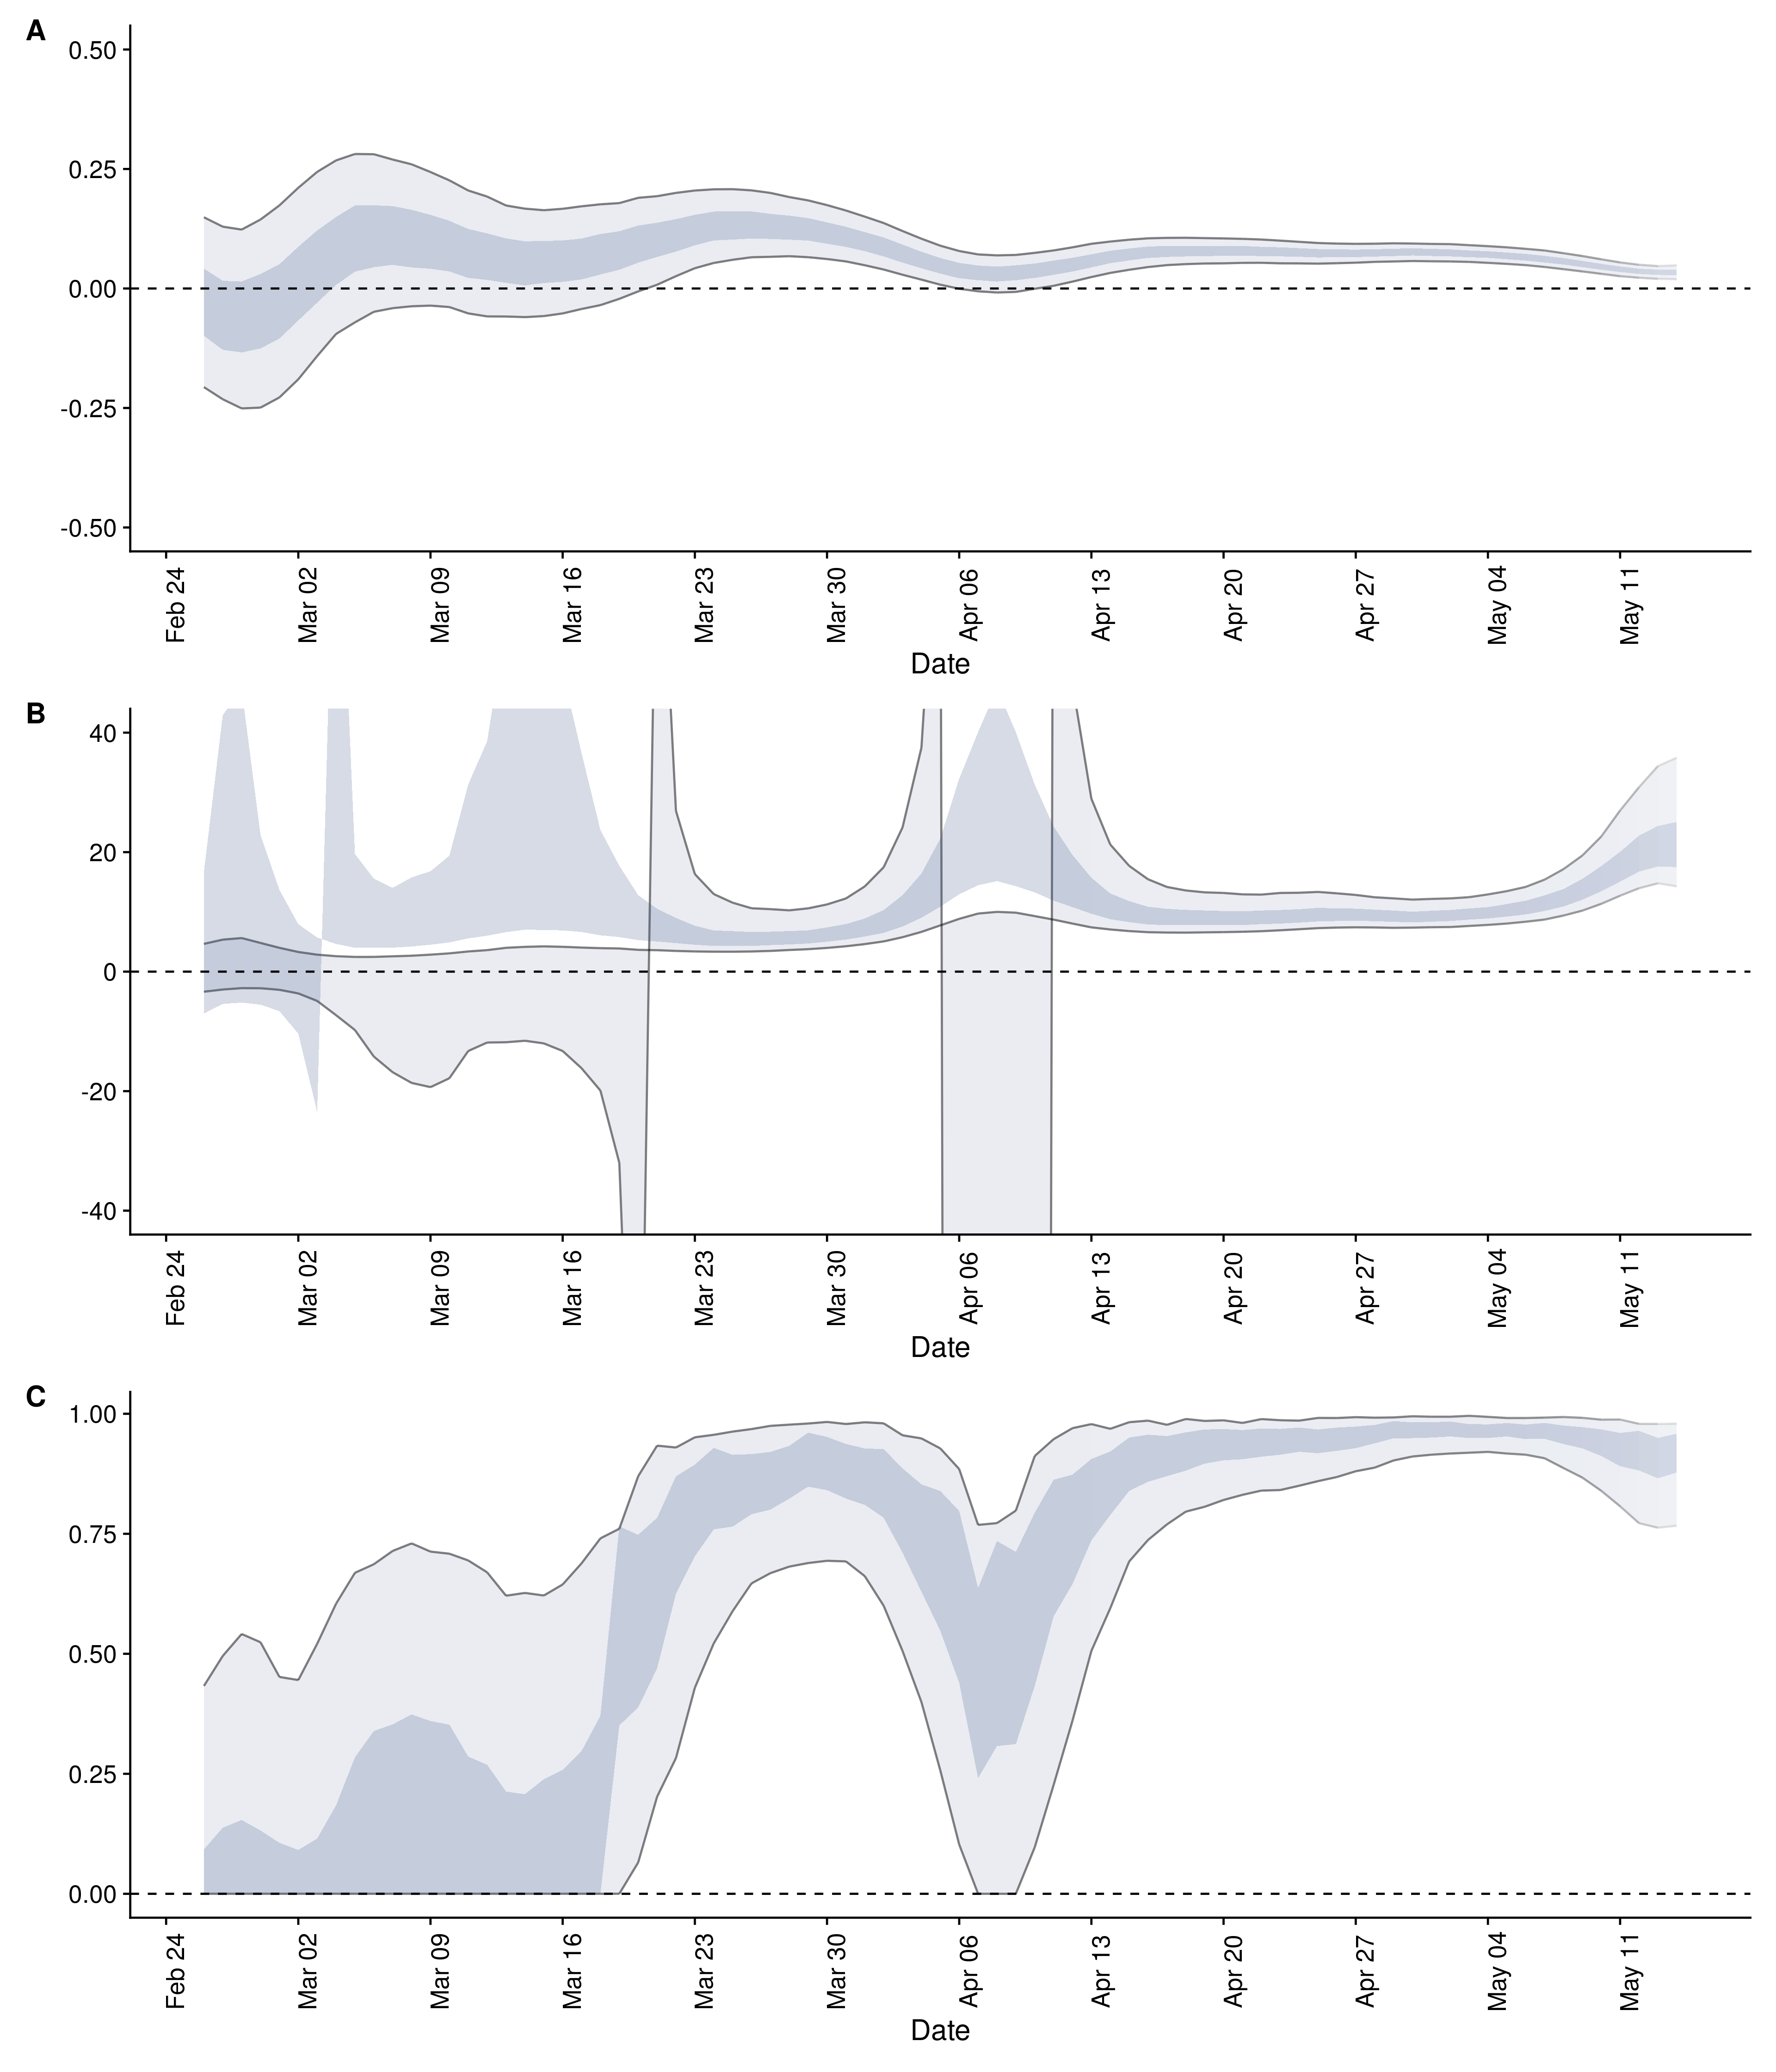 A
0.50
0.25
0.00
-0.25
-0.50
Feb 24
Mar 02
Mar 09
Mar 16
Mar 23
Mar 30
Apr 06
Apr 13
Apr 20
Apr 27
May 04
May 11
Date
B
40
20
0
-20
-40
Feb 24
Mar 02
Mar 09
Mar 16
Mar 23
Mar 30
Apr 06
Apr 13
Apr 20
Apr 27
May 04
May 11
Date
C
1.00
0.75
0.50
0.25
0.00
Feb 24
Mar 02
Mar 09
Mar 16
Mar 23
Mar 30
Apr 06
Apr 13
Apr 20
Apr 27
May 04
May 11
Date